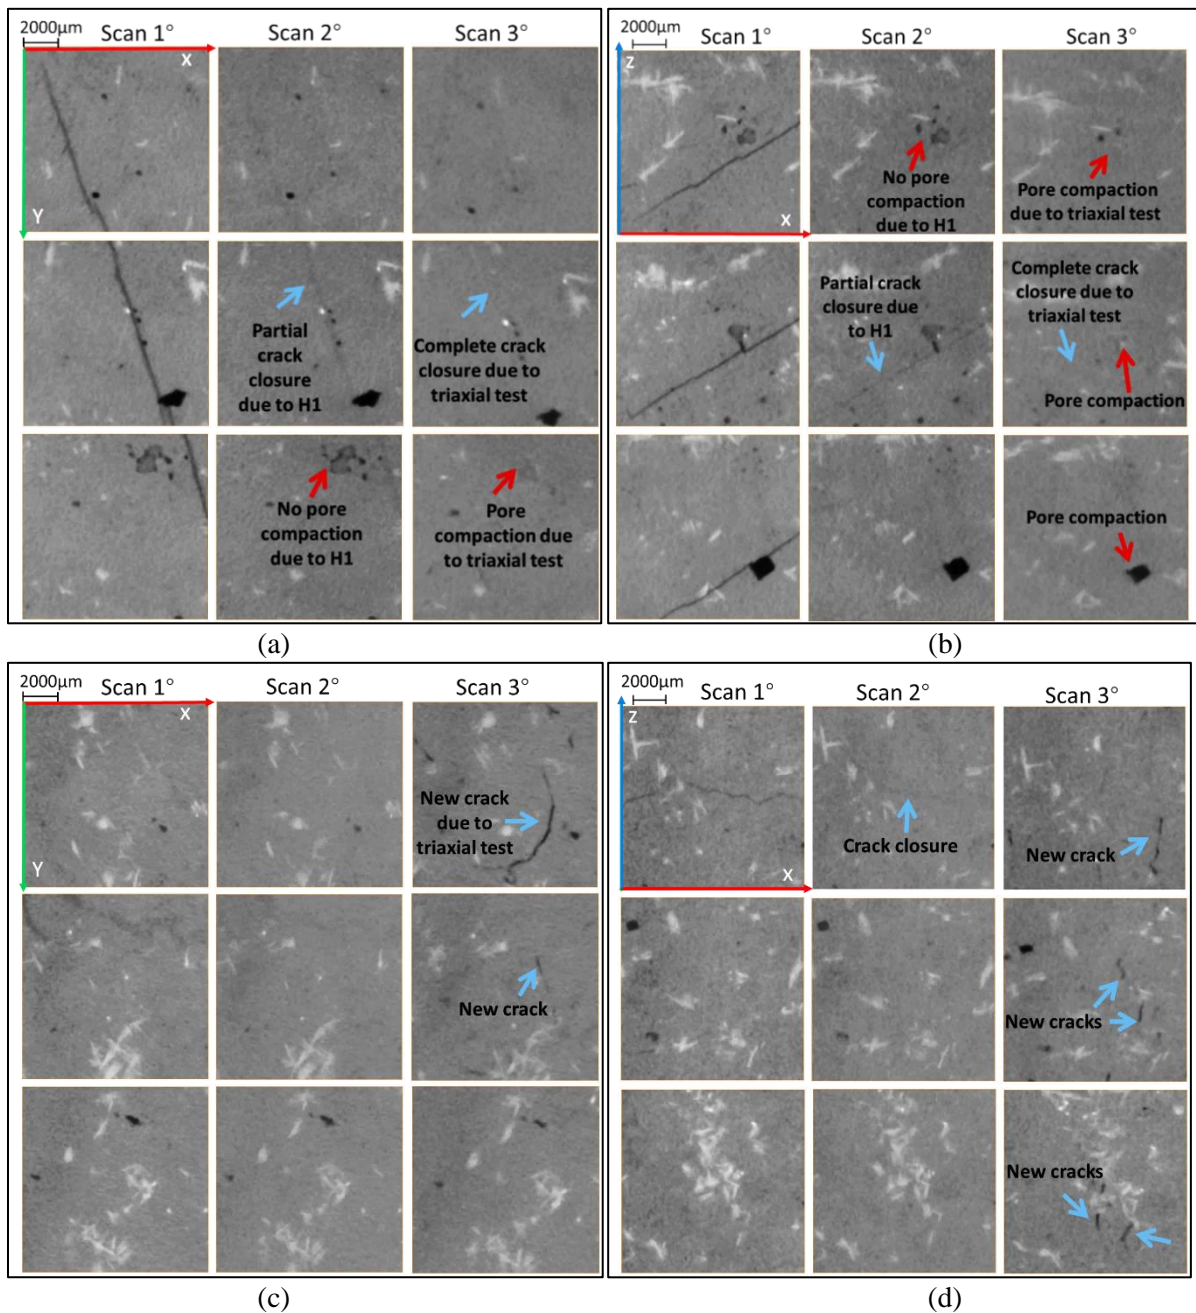 2000μm Scan 1° Scan 2° Scan 3°
X
Y
Partial
crack
closure
due to H1
Complete crack
closure due to
triaxial test
No pore
compaction
due to H1
Pore
compaction due
to triaxial test
(a)
2000μm Scan 1° Scan 2° Scan 3°
Z
X
No pore
compaction
due to H1
Pore compaction
due to triaxial test
Partial crack
closure due
to H1
Complete crack
closure due to
triaxial test
Pore compaction
Pore compaction
(b)
2000μm Scan 1° Scan 2° Scan 3°
X
Y
New crack
due to
triaxial test
New crack
(c)
2000μm Scan 1° Scan 2° Scan 3°
Z
X
Crack closure
New crack
New cracks
New cracks
(d)